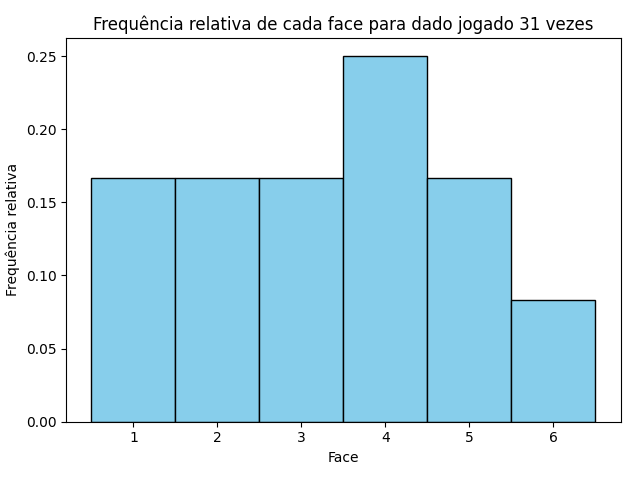 Frequência relativa de cada face para dado jogado 31 vezes
Frequência relativa
0.25
0.20
0.15
0.10
0.05
0.00
1 2 3 4 5 6
Face